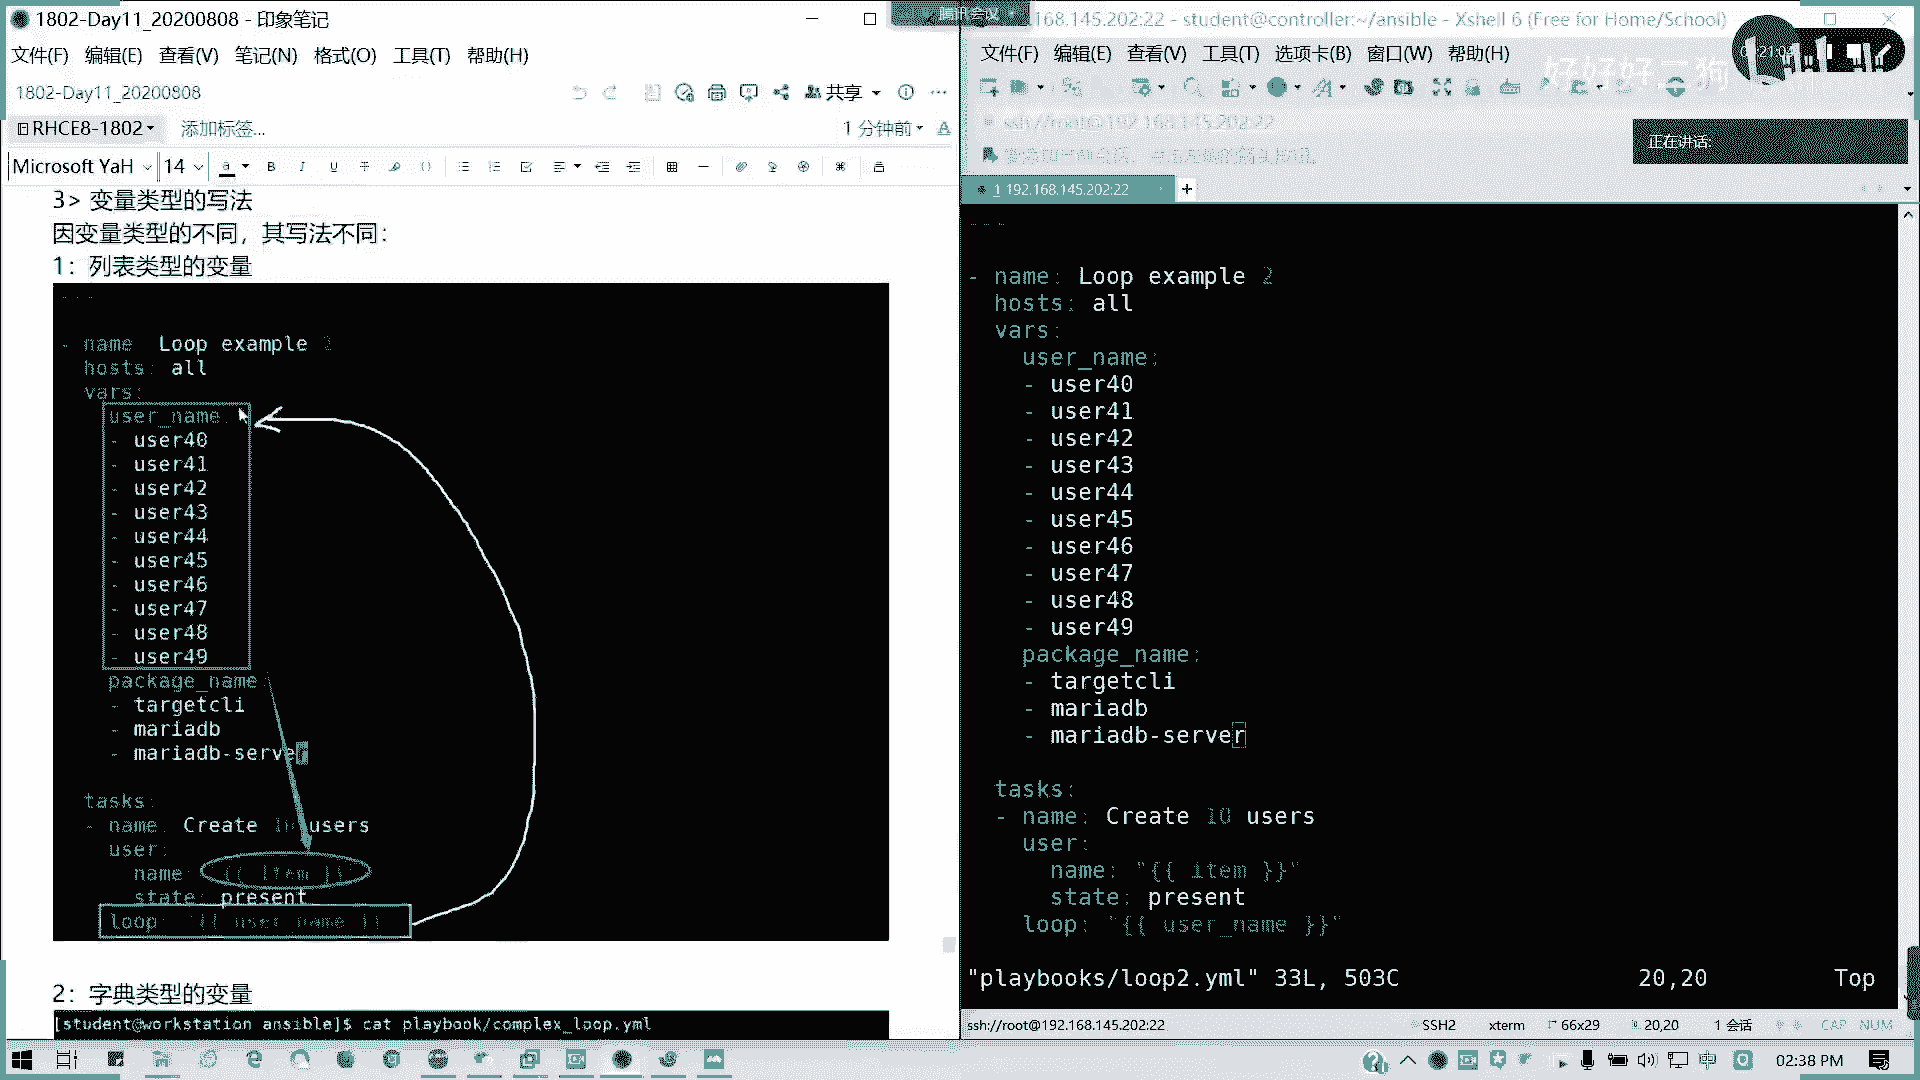 1802-Day11_20200808 - 印象笔记
文件(F) 编辑(E) 查看(V) 笔记(N) 格式(O) 工具(T) 帮助(H)
1802-Day11_20200808
共享
RHCE8-1802
添加标签...
1 分钟前
Microsoft YaH 14
3> 变量类型的写法
因变量类型的不同，其写法不同：
1：列表类型的变量
---
- name Loop example 2
hosts: all
vars:
user_name:
- user40
- user41
- user42
- user43
- user44
- user45
- user46
- user47
- user48
- user49
package_name:
- targetcli
- mariadb
- mariadb-server
tasks:
- name: Create 10 users
user:
name: "{{ item }}"
state: present
loop: "{{ user_name }}"
2：字典类型的变量
[student@workstation ansible]$ cat playbook/complex_loop.yml
腾讯会议
.168.145.202:22 - student@controller:~/ansible - Xshell 6 (Free for Home/School)
文件(F) 编辑(E) 查看(V) 工具(T) 选项卡(B) 窗口(W) 帮助(H)
好好好好二狗
ssh://root@192.168.145.202:22
正在讲话:
1 192.168.145.202:22
---
- name: Loop example 2
hosts: all
vars:
user_name:
- user40
- user41
- user42
- user43
- user44
- user45
- user46
- user47
- user48
- user49
package_name:
- targetcli
- mariadb
- mariadb-server
tasks:
- name: Create 10 users
user:
name: "{{ item }}"
state: present
loop: "{{ user_name }}"
"playbooks/loop2.yml" 33L, 503C 20,20 Top
ssh://root@192.168.145.202:22 SSH2 xterm 66x29 20,20 1 会话 CAP NUM
中 02:38 PM